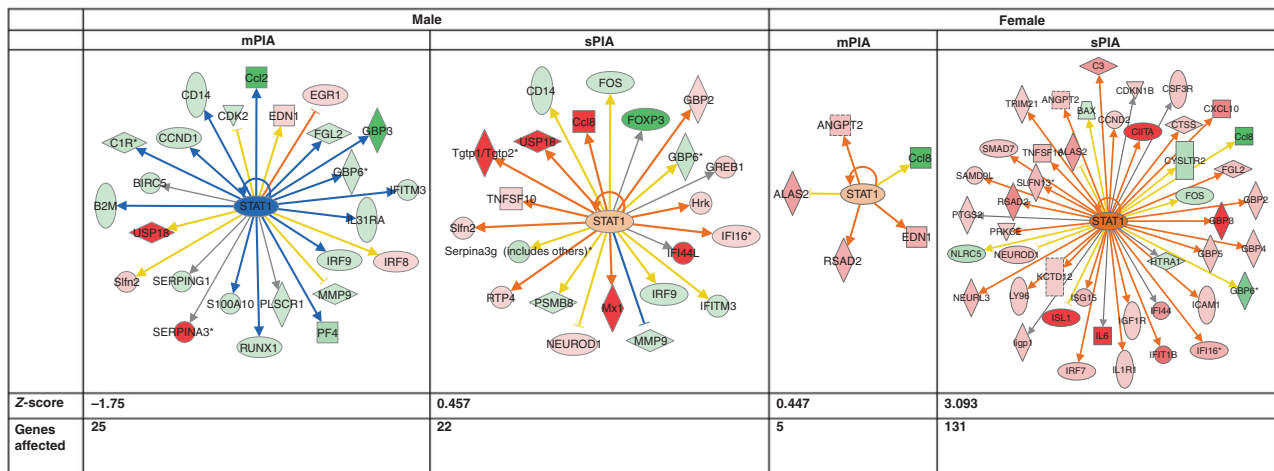 Male
Female
mPIA
sPIA
mPIA
sPIA
Ccl2
CD14
CDK2
EDN1
EGR1
C1R*
CCND1
FGL2
GBP3
BIRC5
GBP6*
IFITM3
B2M
STAT1
IL31RA
USP18
IRF9
IRF8
Slfn2
SERPING1
S100A10
PLSCR1
MMP9
SERPINA3*
RUNX1
PF4
CD14
FOS
GBP2
Ccl8
FOXP3
Tgtp1/Tgtp2*
USP18
GBP6*
GREB1
TNFSF10
Hrk
Slfn2
STAT1
IFI16*
Serpina3g (includes others)*
IFI44L
RTP4
PSMB8
Mx1
IRF9
IFITM3
NEUROD1
MMP9
ANGPT2
Ccl8
ALAS2
STAT1
EDN1
RSAD2
C3
CDKN1B
CSF3R
TRIM21
ANGPT2
BAX
CCND2
CXCL10
CIITA
CTSS
Ccl8
SMAD7
TNFSF10
ALAS2
CYSLTR2
FGL2
SAMD9L
SLFN13*
RSAD2
FOS
GBP2
PTGS2
STAT1
GBP3
PRKCE
NLRC5
NEUROD1
HTRA1
GBP5
GBP4
KCTD12
GBP6*
NEURL3
LY96
ISG15
IFI44
ICAM1
ISL1
IGF1R
Iigp1
IL6
IFIT1B
IFI16*
IRF7
IL1R1
Z-score
–1.75
0.457
0.447
3.093
Genes
affected
25
22
5
131